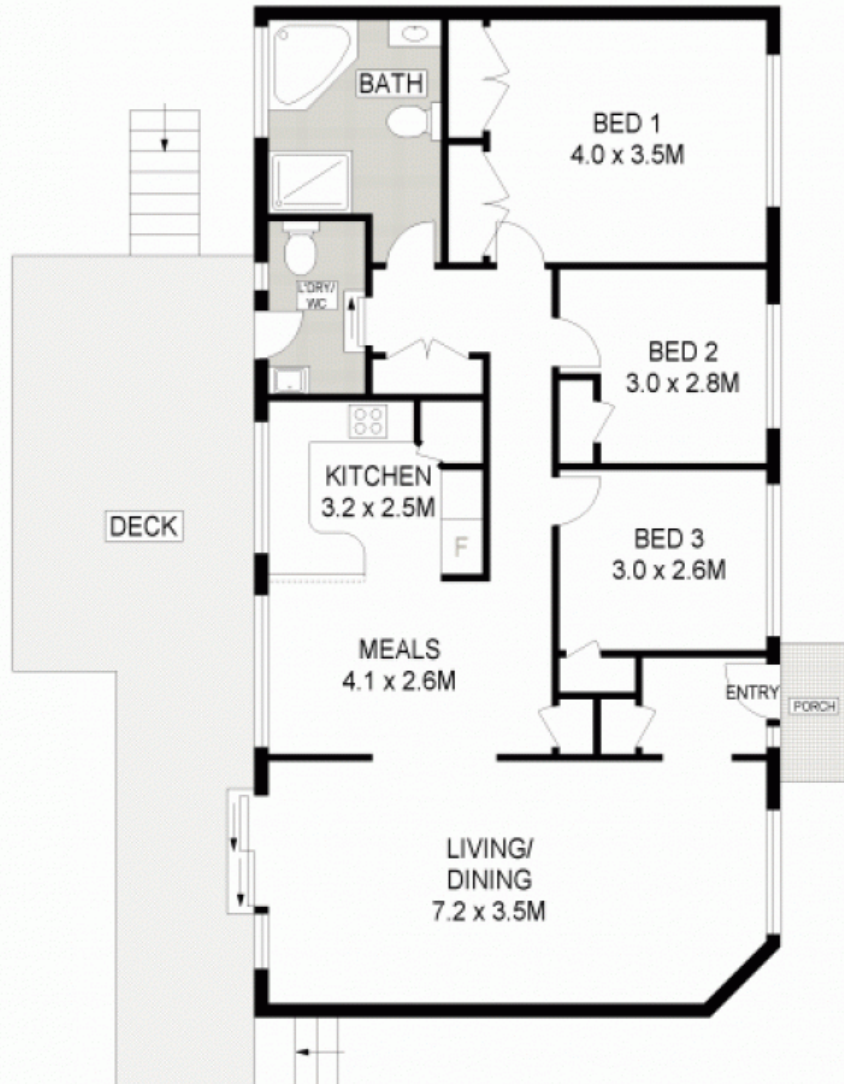 BATH
BED 1
4.0 x 3.5M
L'DRY/
WC
BED 2
3.0 x 2.8M
KITCHEN
3.2 x 2.5M
F
DECK
BED 3
3.0 x 2.6M
MEALS
4.1 x 2.6M
ENTRY
PORCH
LIVING/
DINING
7.2 x 3.5M